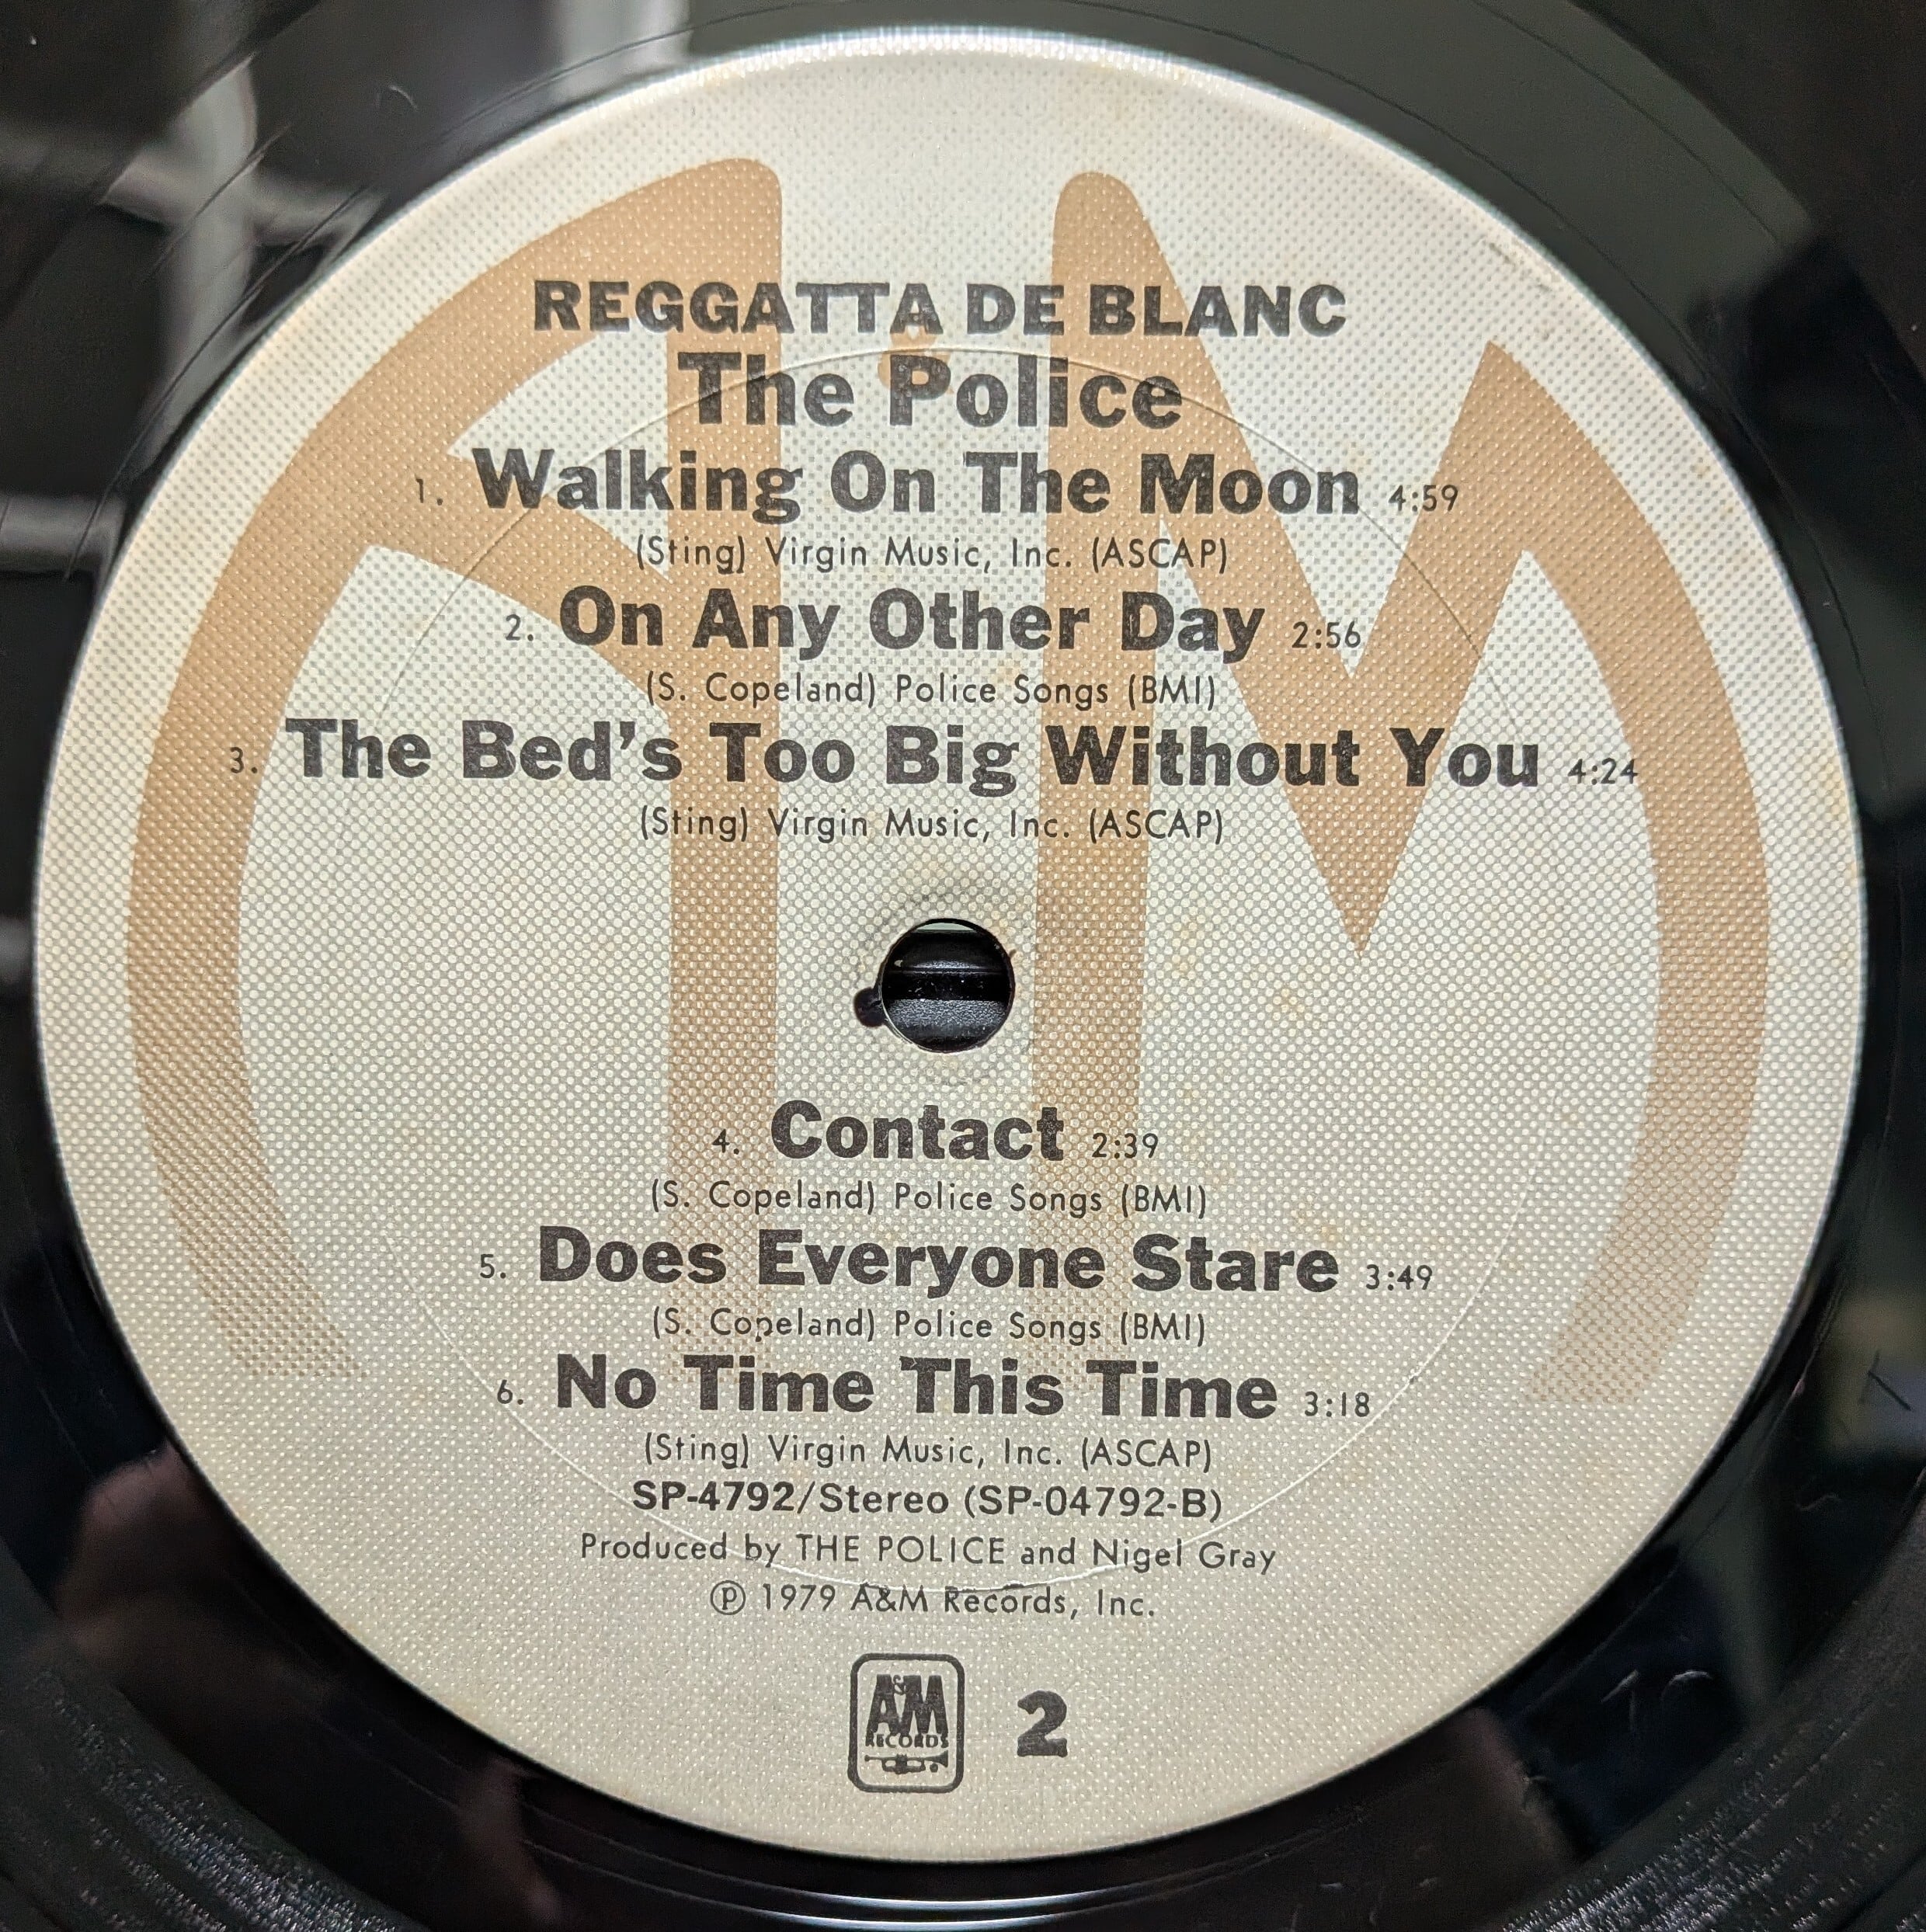 REGGATTA DE BLANC
The Police
1. Walking On The Moon 4:59
(Sting) Virgin Music, Inc. (ASCAP)
2. On Any Other Day 2:56
(S. Copeland) Police Songs (BMI)
3. The Bed's Too Big Without You 4:24
(Sting) Virgin Music, Inc. (ASCAP)
4. Contact 2:39
(S. Copeland) Police Songs (BMI)
5. Does Everyone Stare 3:49
(S. Copeland) Police Songs (BMI)
6. No Time This Time 3:18
(Sting) Virgin Music, Inc. (ASCAP)
SP-4792/Stereo (SP-04792-B)
Produced by THE POLICE and Nigel Gray
℗ 1979 A&M Records, Inc.
A&M
RECORDS
2